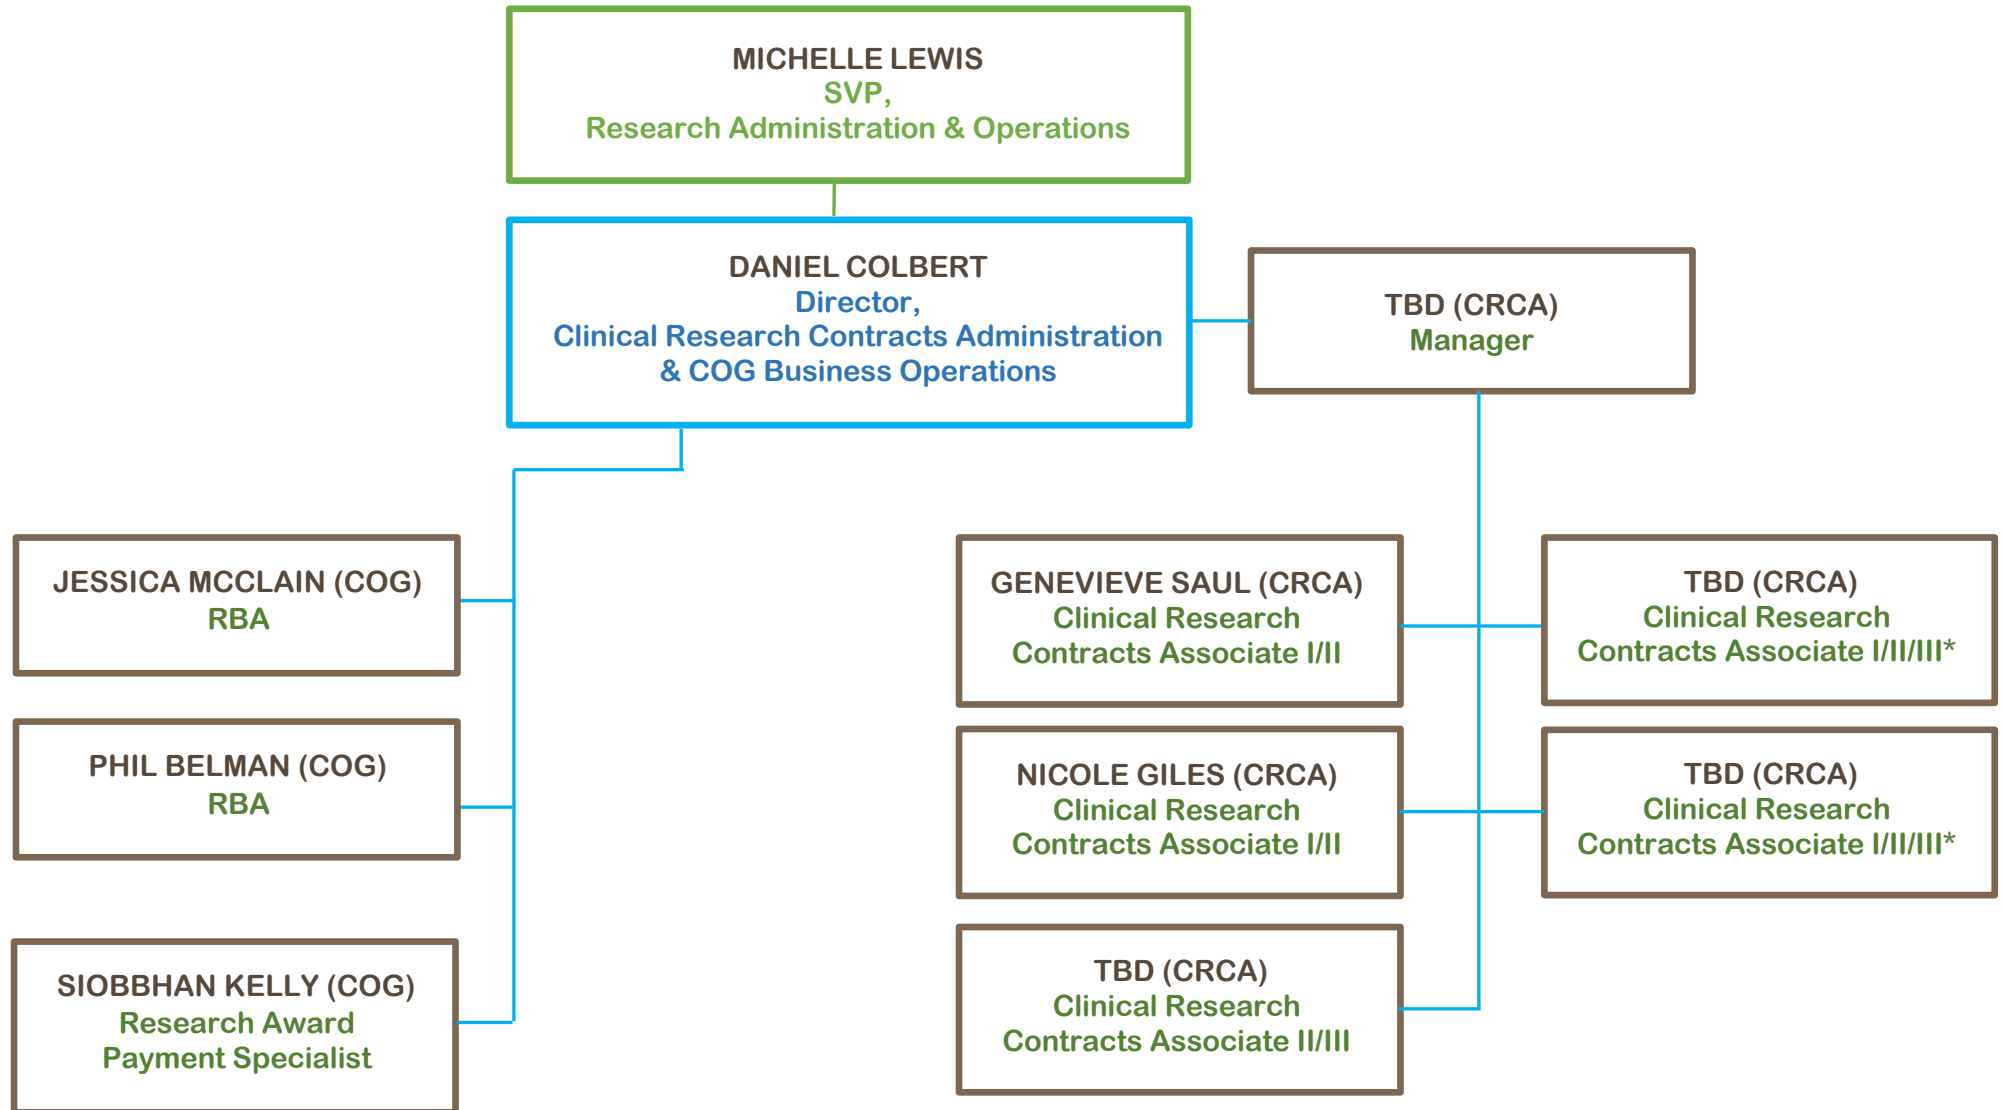 MICHELLE LEWIS
SVP,
Research Administration & Operations
DANIEL COLBERT
Director,
Clinical Research Contracts Administration
& COG Business Operations
TBD (CRCA)
Manager
JESSICA MCCLAIN (COG)
RBA
PHIL BELMAN (COG)
RBA
SIOBBHAN KELLY (COG)
Research Award
Payment Specialist
GENEVIEVE SAUL (CRCA)
Clinical Research
Contracts Associate I/II
TBD (CRCA)
Clinical Research
Contracts Associate I/II/III*
NICOLE GILES (CRCA)
Clinical Research
Contracts Associate I/II
TBD (CRCA)
Clinical Research
Contracts Associate I/II/III*
TBD (CRCA)
Clinical Research
Contracts Associate II/III